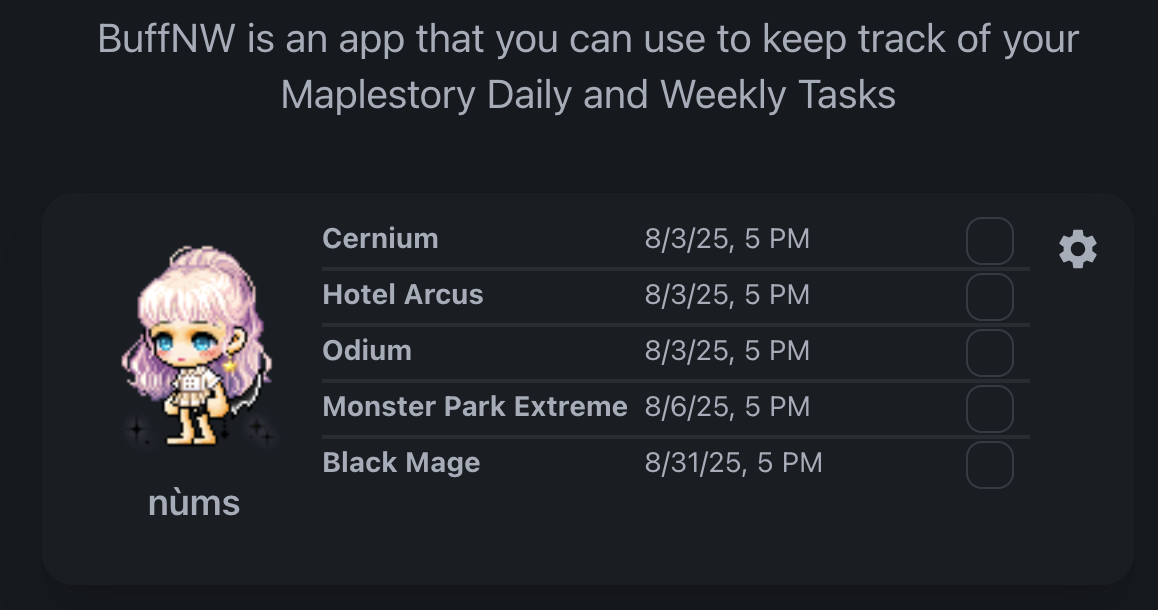 BuffNW is an app that you can use to keep track of your
Maplestory Daily and Weekly Tasks
Cernium 8/3/25, 5 PM
Hotel Arcus 8/3/25, 5 PM
Odium 8/3/25, 5 PM
Monster Park Extreme 8/6/25, 5 PM
Black Mage 8/31/25, 5 PM
nùms